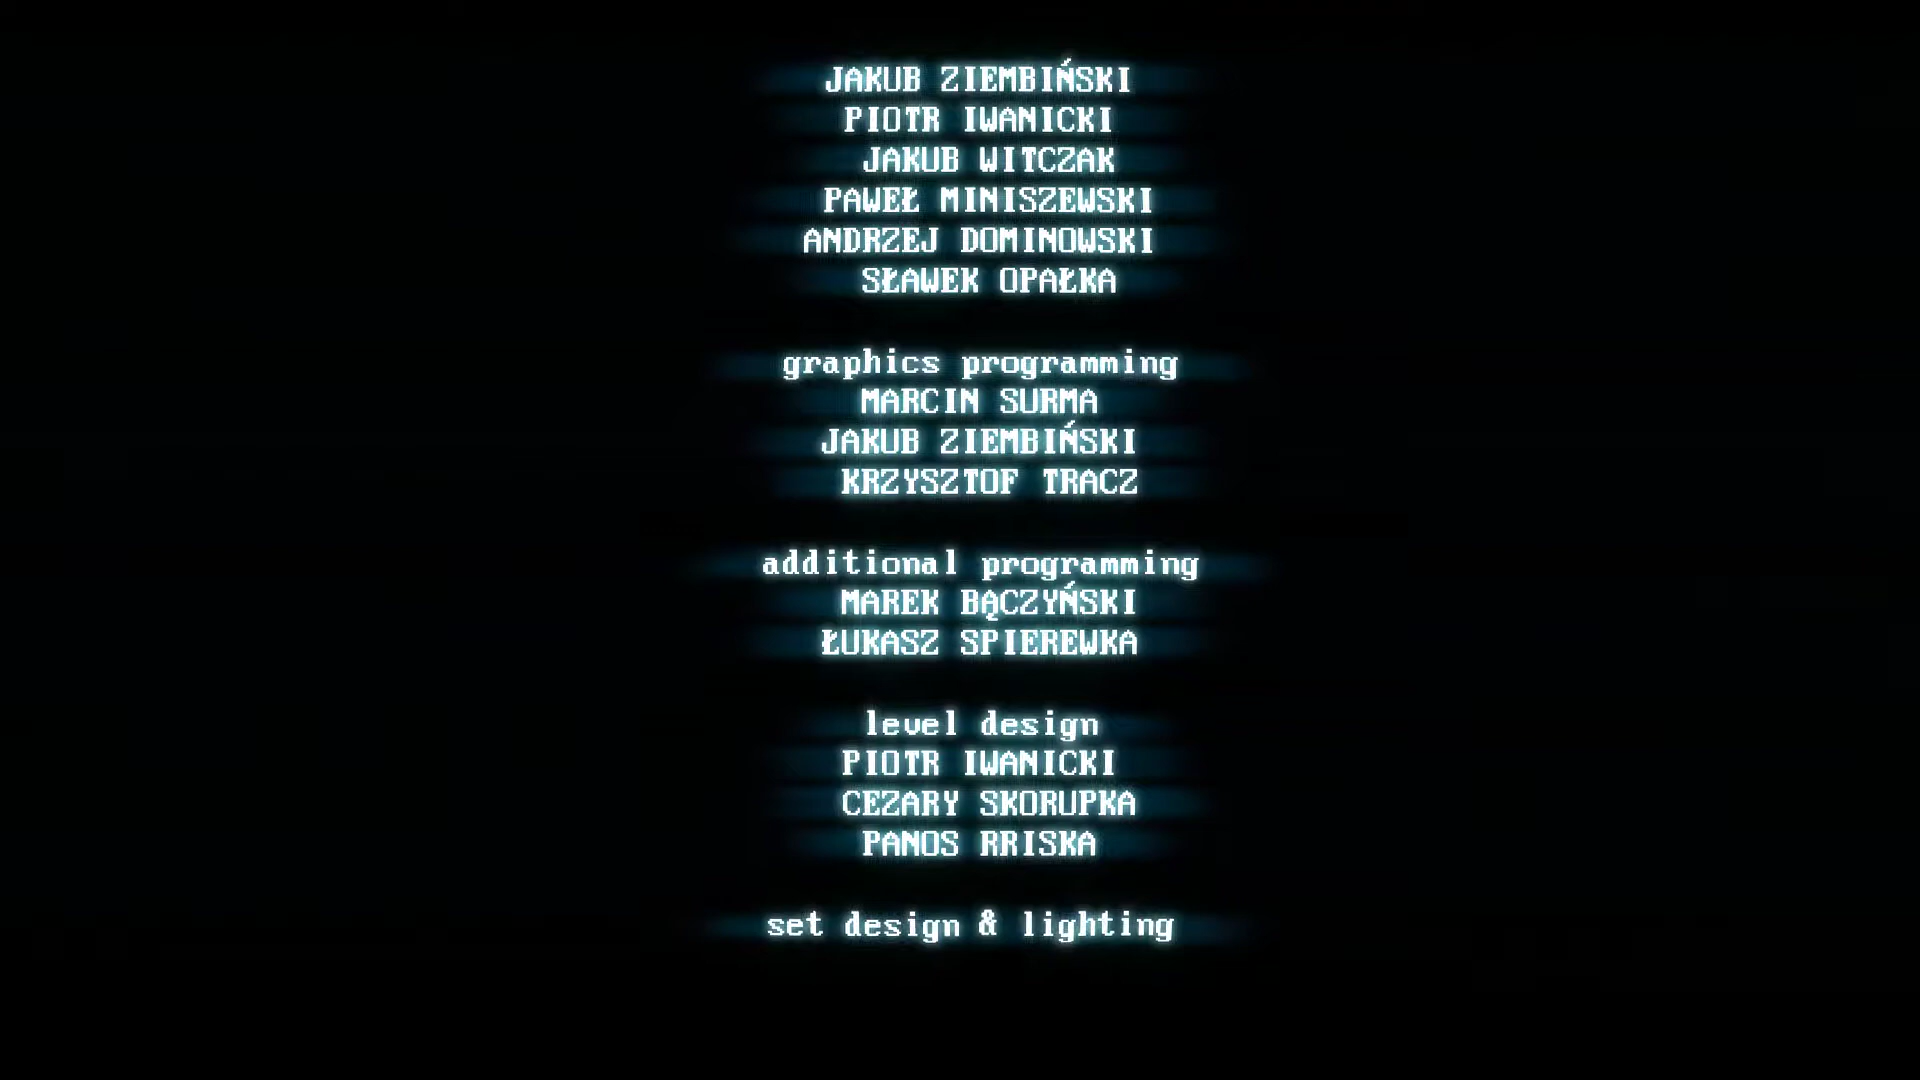 JAKUB ZIEMBIŃSKI
PIOTR IWANICKI
JAKUB WITCZAK
PAWEŁ MINISZEWSKI
ANDRZEJ DOMINOWSKI
SŁAWEK OPAŁKA
graphics programming
MARCIN SURMA
JAKUB ZIEMBIŃSKI
KRZYSZTOF TRACZ
additional programming
MAREK BĄCZYŃSKI
ŁUKASZ SPIEREWKA
level design
PIOTR IWANICKI
CEZARY SKORUPKA
PANOS RRISKA
set design & lighting